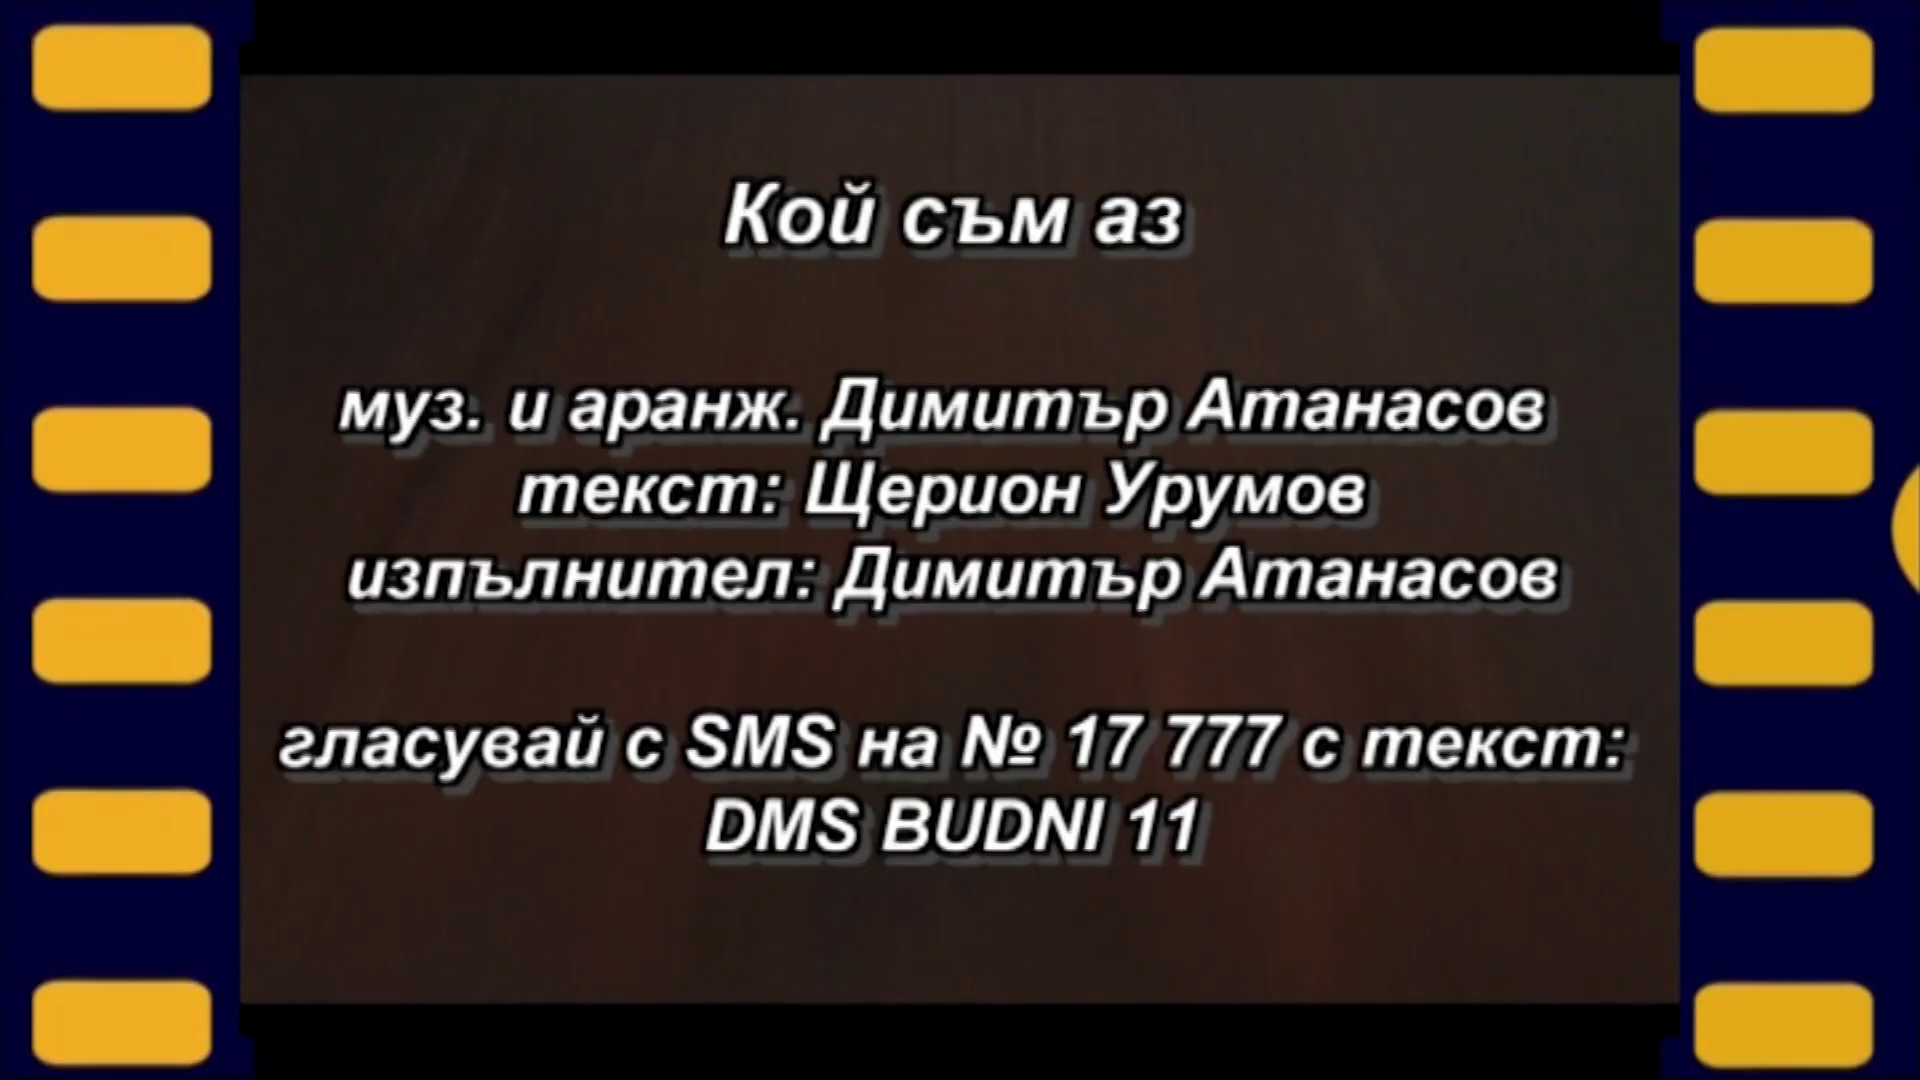 Кой съм аз
муз. и аранж. Димитър Атанасов
текст: Щерион Урумов
изпълнител: Димитър Атанасов
гласувай с SMS на № 17 777 с текст:
DMS BUDNI 11